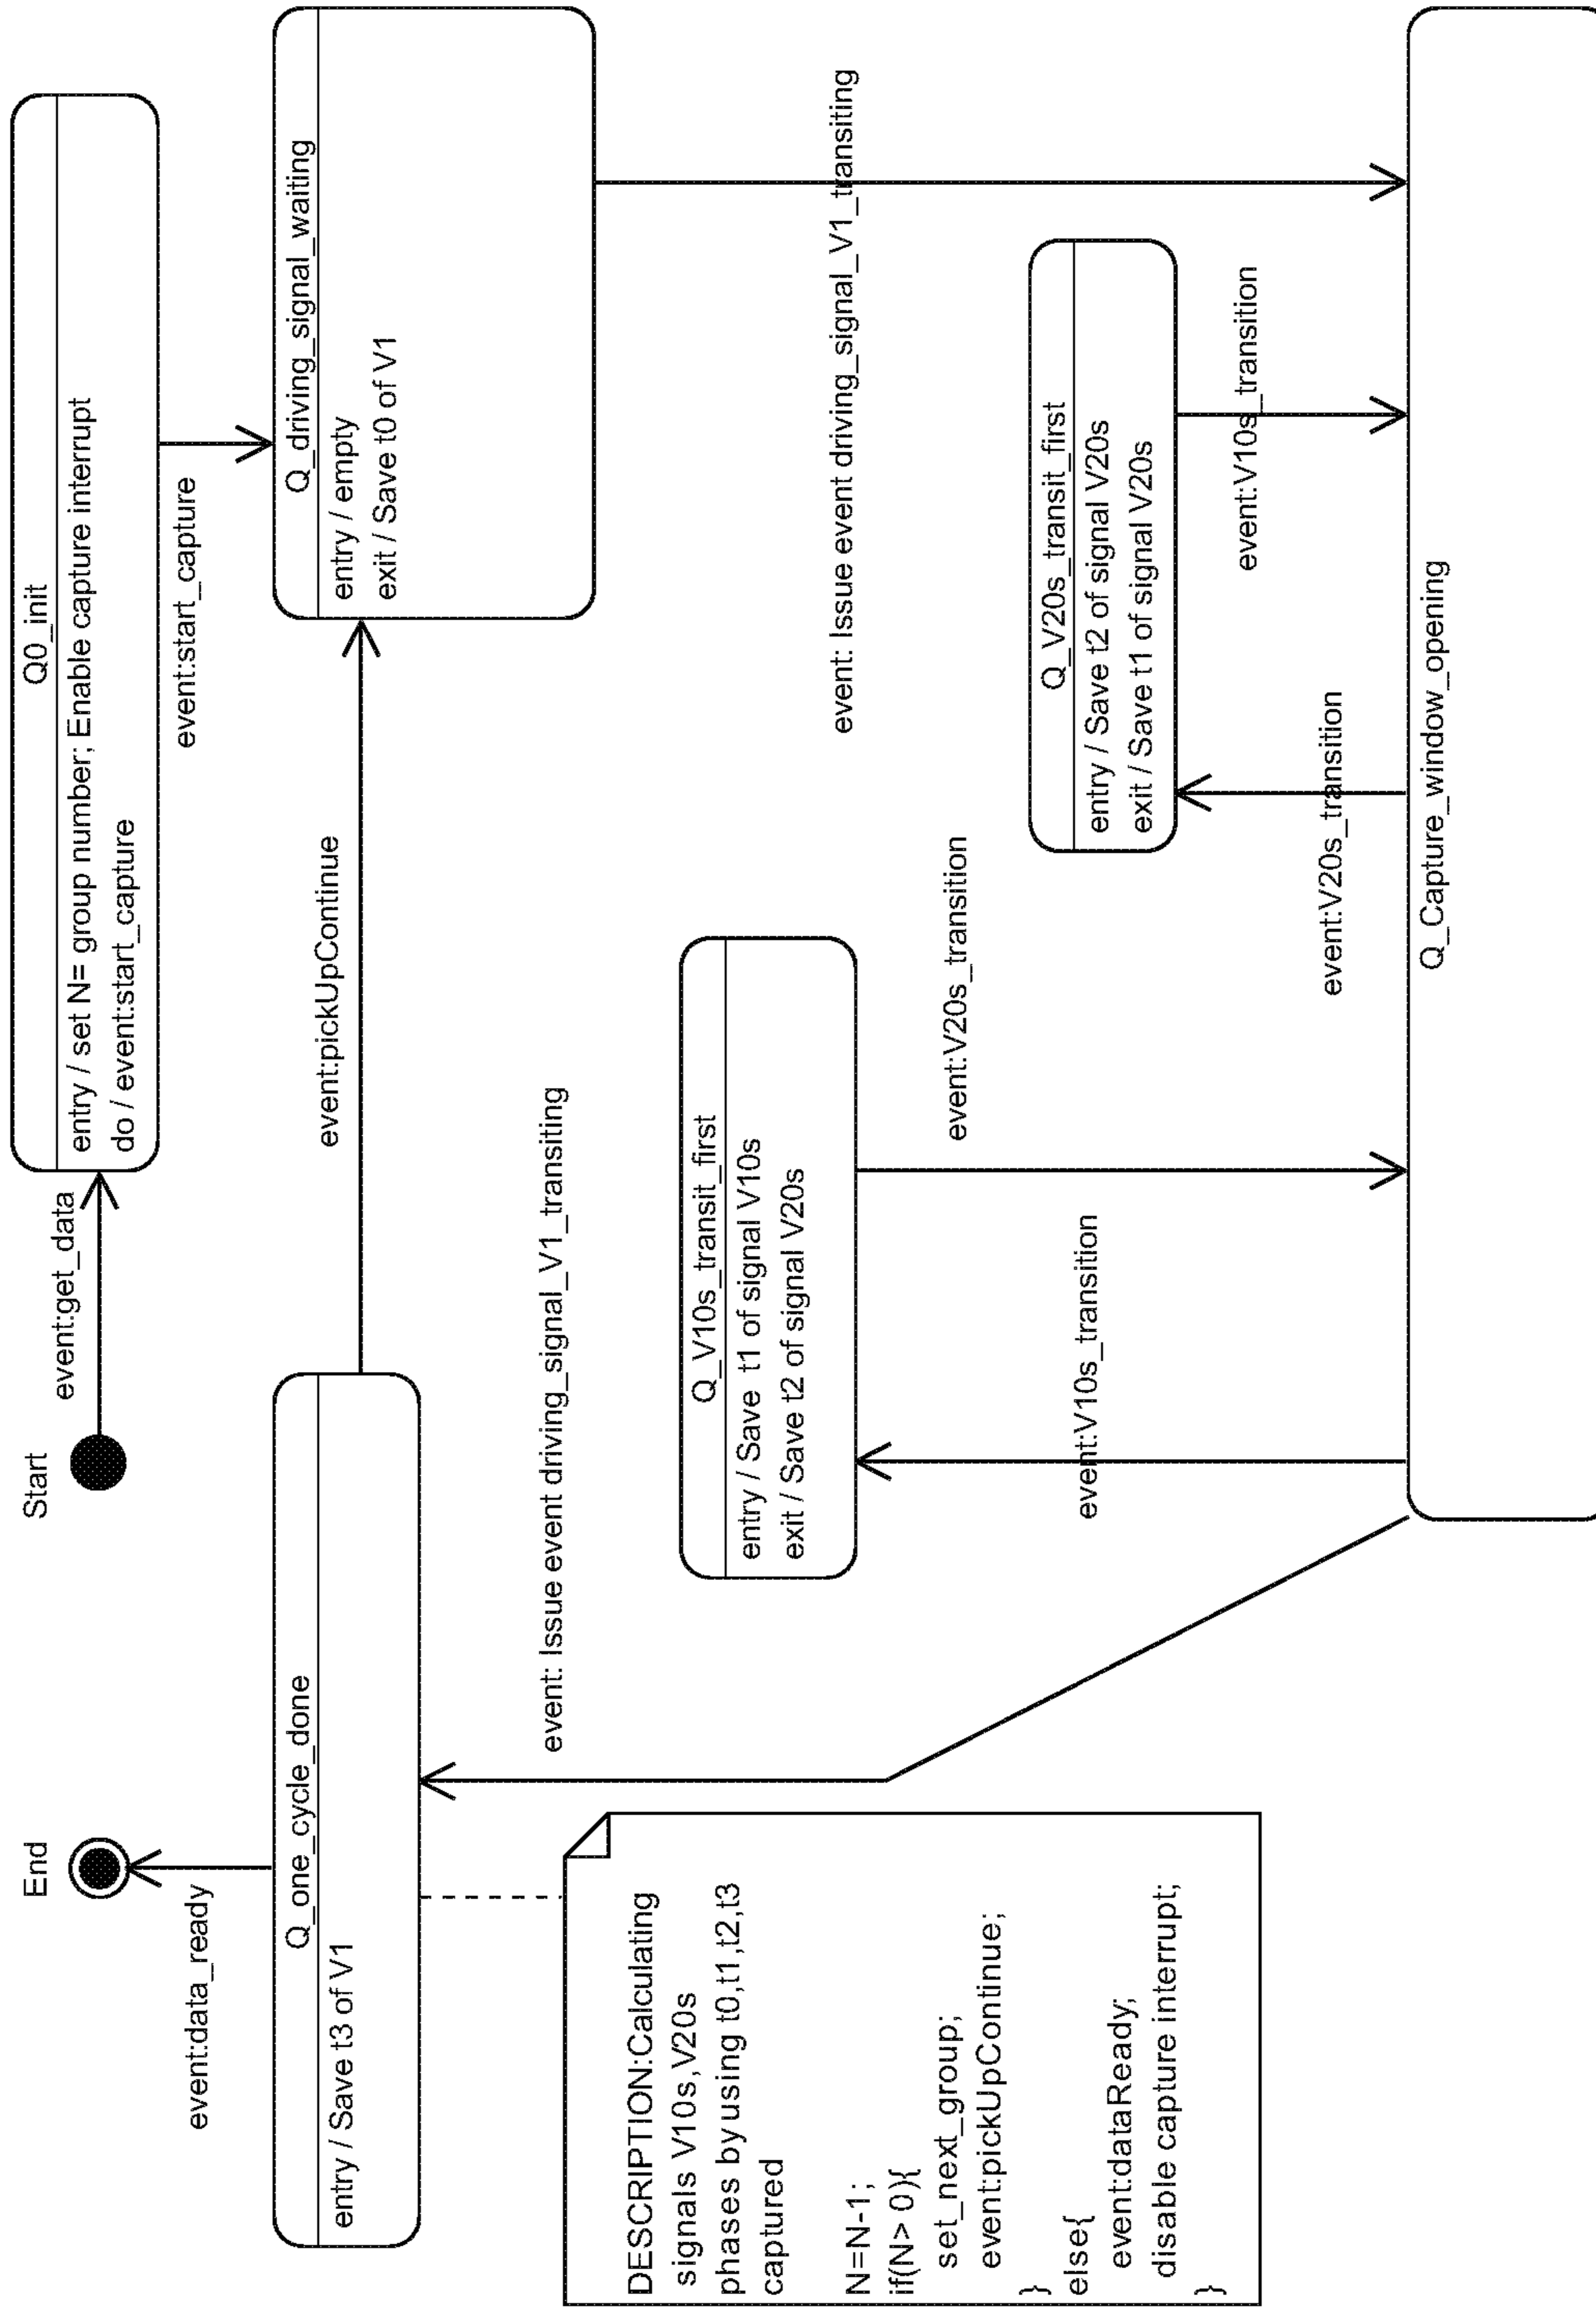 Start
event:get_data
Q0_init
entry / set N= group number; Enable capture interrupt
do / event:start_capture
event:start_capture
End
event:data_ready
Q_one_cycle_done
entry / Save t3 of V1
event:pickUpContinue
Q_driving_signal_waiting
entry / empty
exit / Save t0 of V1
event: Issue event driving_signal_V1_transiting
event: Issue event driving_signal_V1_transiting
DESCRIPTION:Calculating
signals V10s,V20s
phases by using t0,t1,t2,t3
captured
N=N-1;
if(N> 0){
set_next_group;
event:pickUpContinue;
}
else{
event:dataReady;
disable capture interrupt;
}
Q_V10s_transit_first
entry / Save t1 of signal V10s
exit / Save t2 of signal V20s
event:V20s_transition
event:V10s_transition
Q_V20s_transit_first
entry / Save t2 of signal V20s
exit / Save t1 of signal V20s
event:V10s_transition
event:V20s_transition
Q_Capture_window_opening